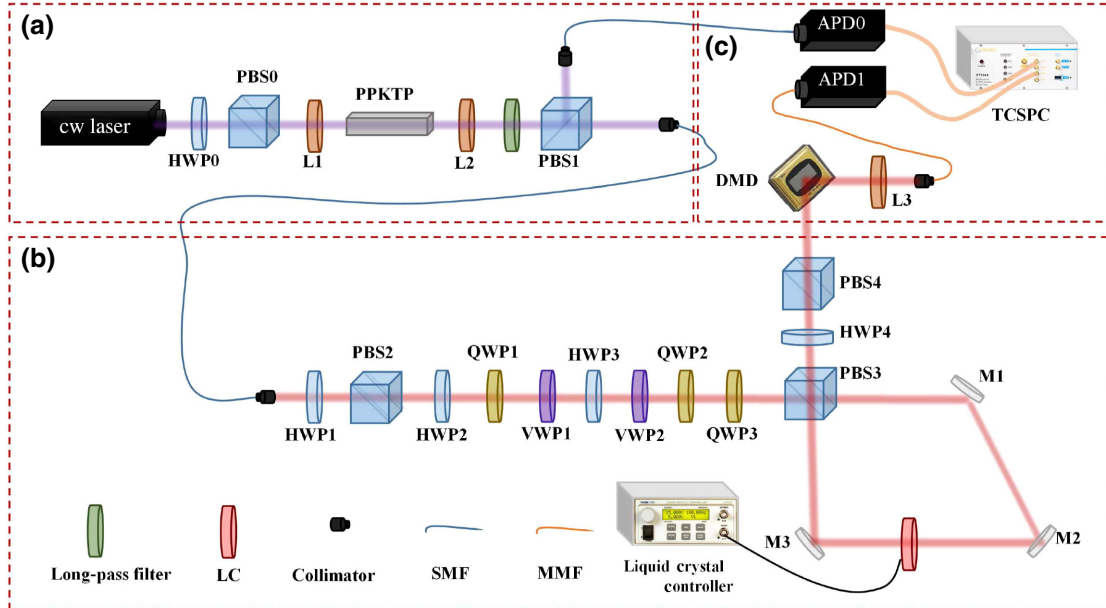 (a)
(c)
APD0
PBS0
PPKTP
APD1
cw laser
TCSPC
HWP0
L1
L2
PBS1
DMD
L3
(b)
PBS4
HWP4
PBS2
QWP1
HWP3
QWP2
PBS3
M1
HWP1
HWP2
VWP1
VWP2
QWP3
M3
M2
Long-pass filter
LC
Collimator
SMF
MMF
Liquid crystal
controller